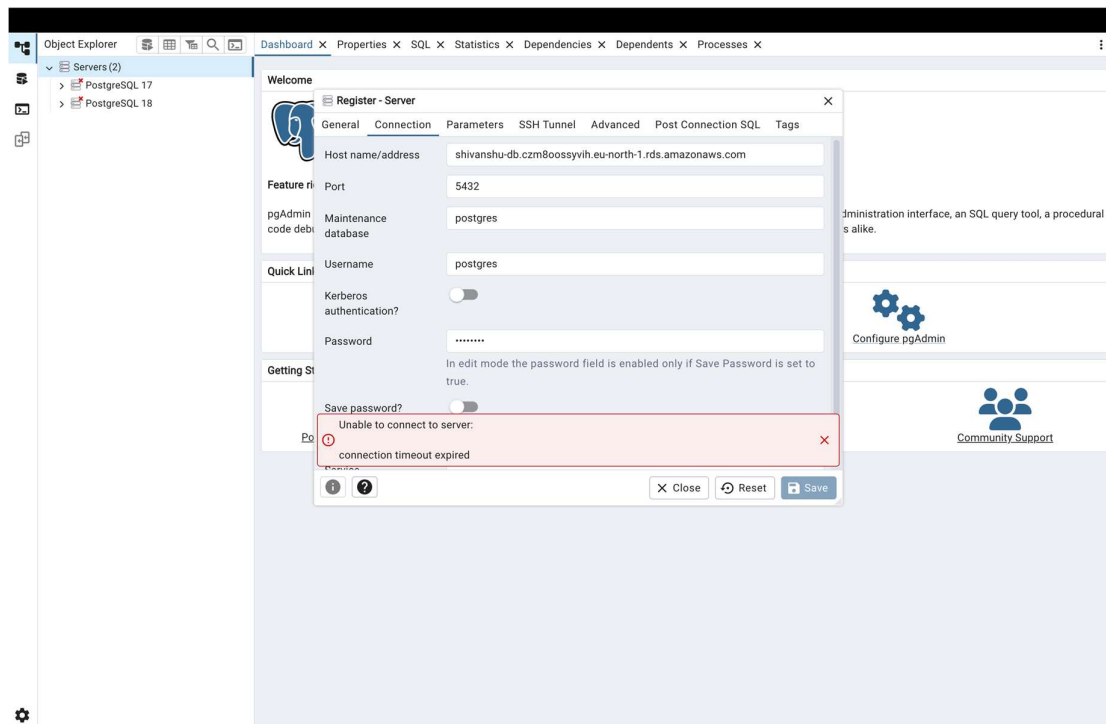 Object Explorer
Dashboard
Properties
SQL
Statistics
Dependencies
Dependents
Processes
Servers (2)
PostgreSQL 17
PostgreSQL 18
Welcome
Register - Server
General
Connection
Parameters
SSH Tunnel
Advanced
Post Connection SQL
Tags
Host name/address
shivanshu-db.czm8oossyvih.eu-north-1.rds.amazonaws.com
Feature ri
Port
5432
pgAdmin
dministration interface, an SQL query tool, a procedural
code debu
s alike.
Maintenance
database
postgres
Username
postgres
Quick Lin
Kerberos
authentication?
Configure pgAdmin
Password
••••••••
In edit mode the password field is enabled only if Save Password is set to
true.
Getting St
Save password?
Unable to connect to server:
connection timeout expired
Po
Community Support
Close
Reset
Save